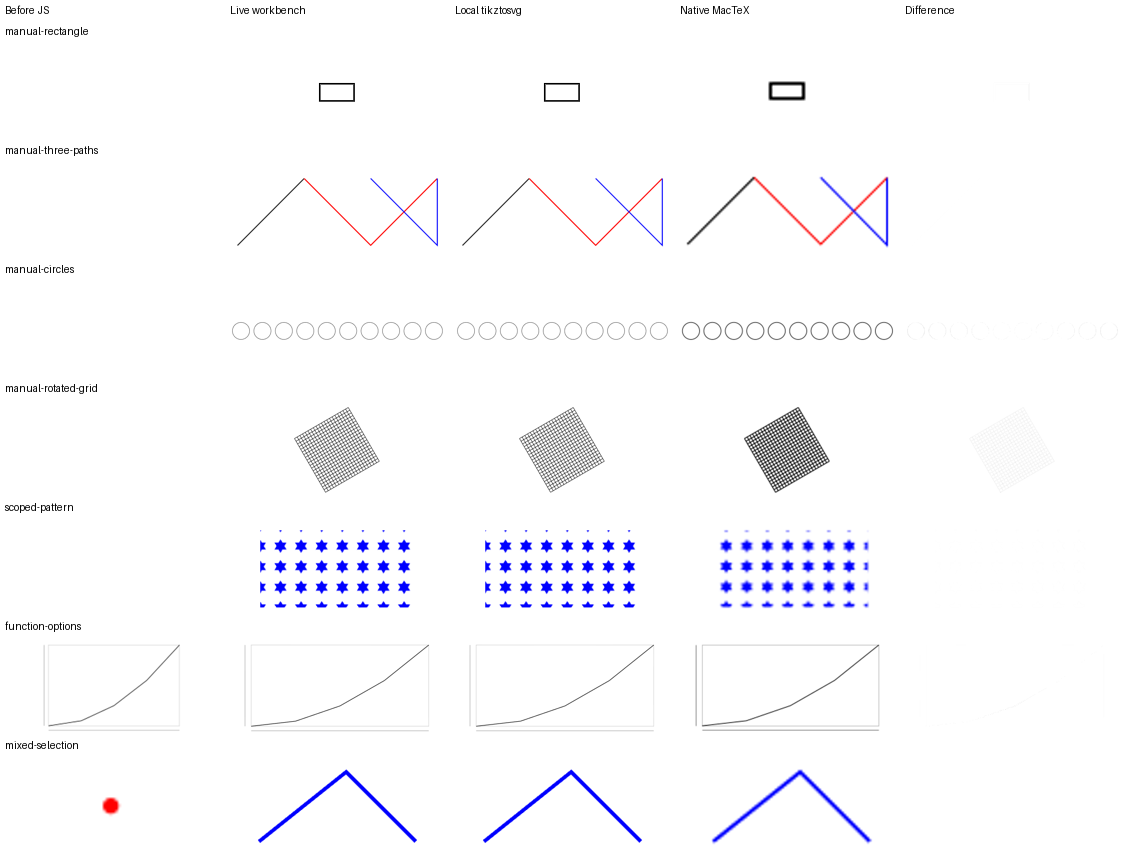 Before JS
Live workbench
Local tikztosvg
Native MacTeX
Difference
manual-rectangle
manual-three-paths
manual-circles
manual-rotated-grid
scoped-pattern
function-options
mixed-selection